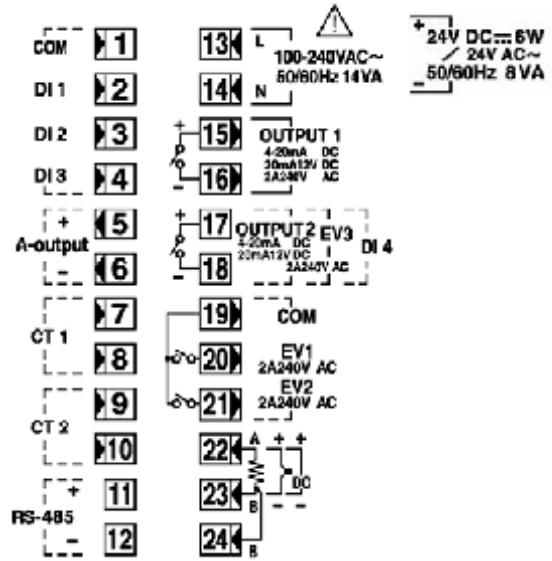 COM 1 13 L
100-240VAC~
50/60Hz 14VA
+ 24V DC 6W
/ 24V AC~
- 50/60Hz 8VA
DI 1 2 14 N
DI 2 3 + 15 OUTPUT 1
4-20mA DC
20mA12V DC
2A240V AC
DI 3 4 - 16
+ 5 + 17 OUTPUT2 EV3 DI 4
A-output
4-20mA DC
20mA12V DC
2A240V AC
- 6 - 18
7 19 COM
CT 1
8 20 EV1
2A240V AC
9 21 EV2
2A240V AC
CT 2
10 22 A + +
+ 11 23 B DC - -
RS-485
- 12 24 B